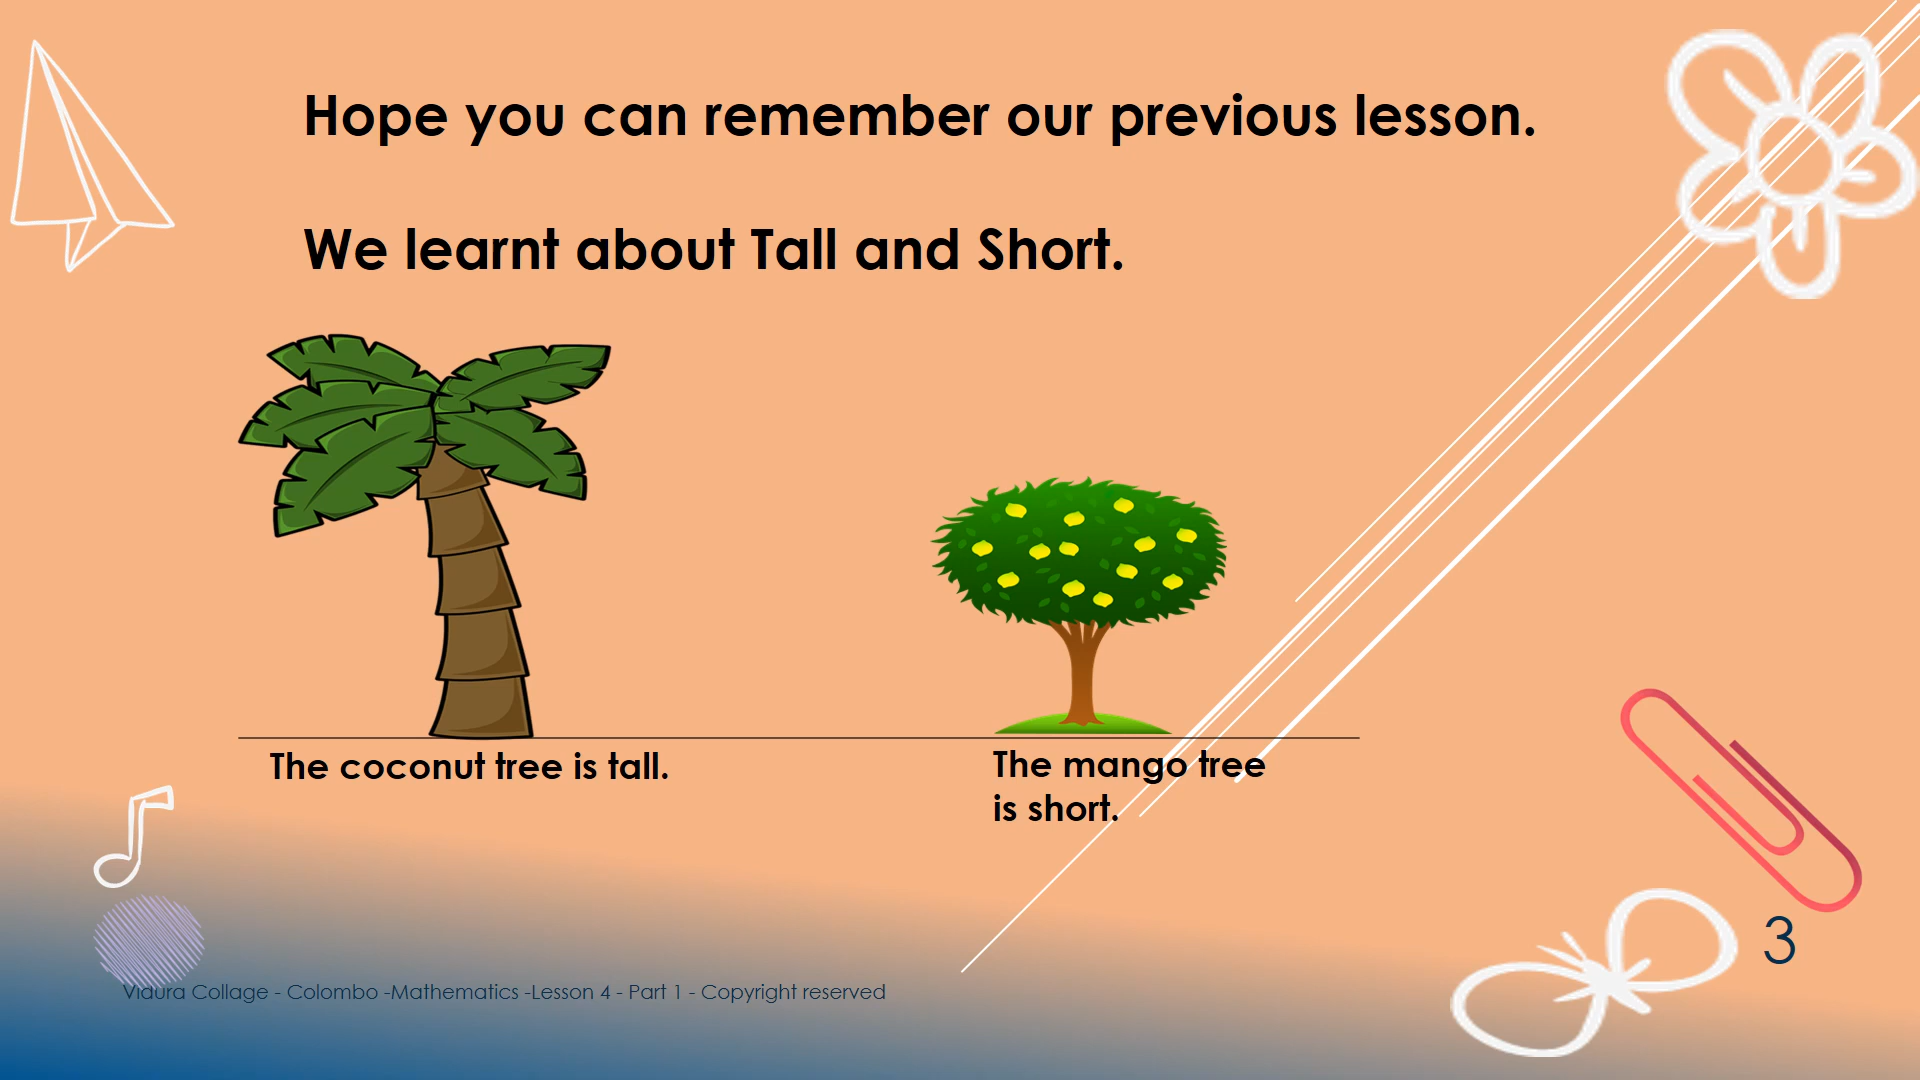 Hope you can remember our previous lesson.
We learnt about Tall and Short.
The coconut tree is tall.
The mango tree
is short.
3
Vidura Collage - Colombo -Mathematics -Lesson 4 - Part 1 - Copyright reserved